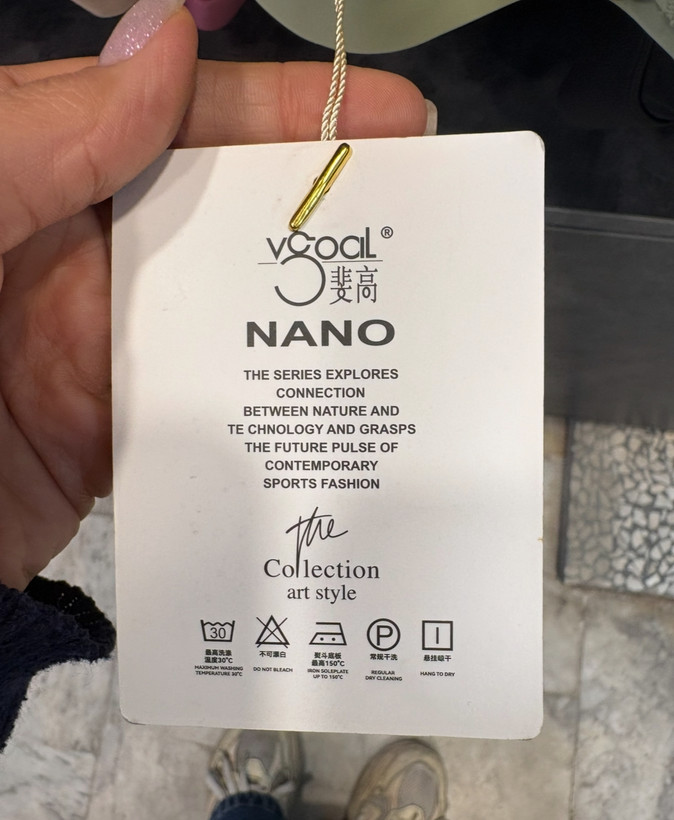 vGoal®
斐高
NANO
THE SERIES EXPLORES
CONNECTION
BETWEEN NATURE AND
TE CHNOLOGY AND GRASPS
THE FUTURE PULSE OF
CONTEMPORARY
SPORTS FASHION
the
Collection
art style
30
P
最高洗涤
温度30°C
MAXIMUM WASHING
TEMPERATURE 30°C
不可漂白
DO NOT BLEACH
熨斗底板
最高150°C
IRON SOLEPLATE
UP TO 150°C
常规干洗
REGULAR
DRY CLEANING
悬挂晾干
HANG TO DRY